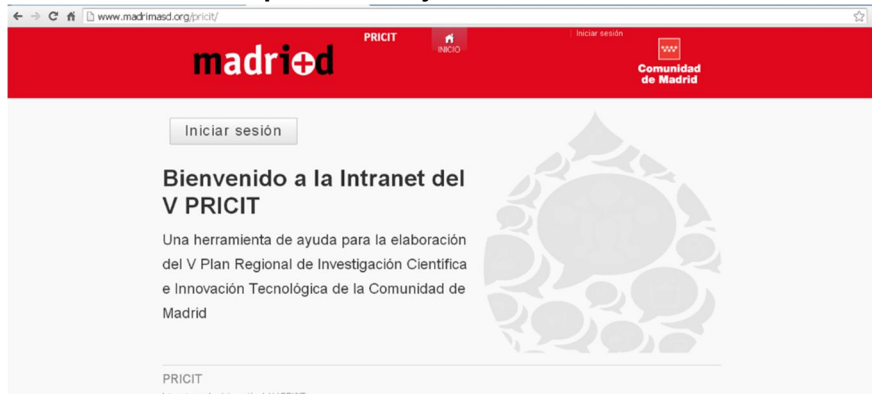 www.madrimasd.org/pricit/
madri+d
PRICIT
INICIO
Iniciar sesión
Comunidad
de Madrid
Iniciar sesión
Bienvenido a la Intranet del
V PRICIT
Una herramienta de ayuda para la elaboración
del V Plan Regional de Investigación Científica
e Innovación Tecnológica de la Comunidad de
Madrid
PRICIT